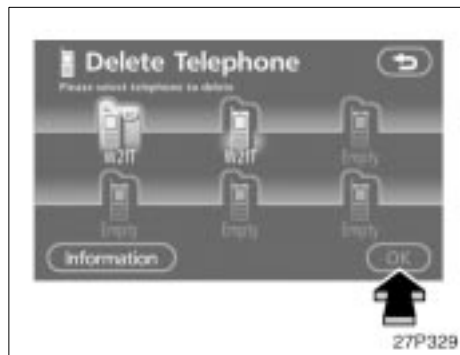 Delete Telephone
Please select telephone to delete
W21T W21T Empty
Empty Empty Empty
Information OK
27P329